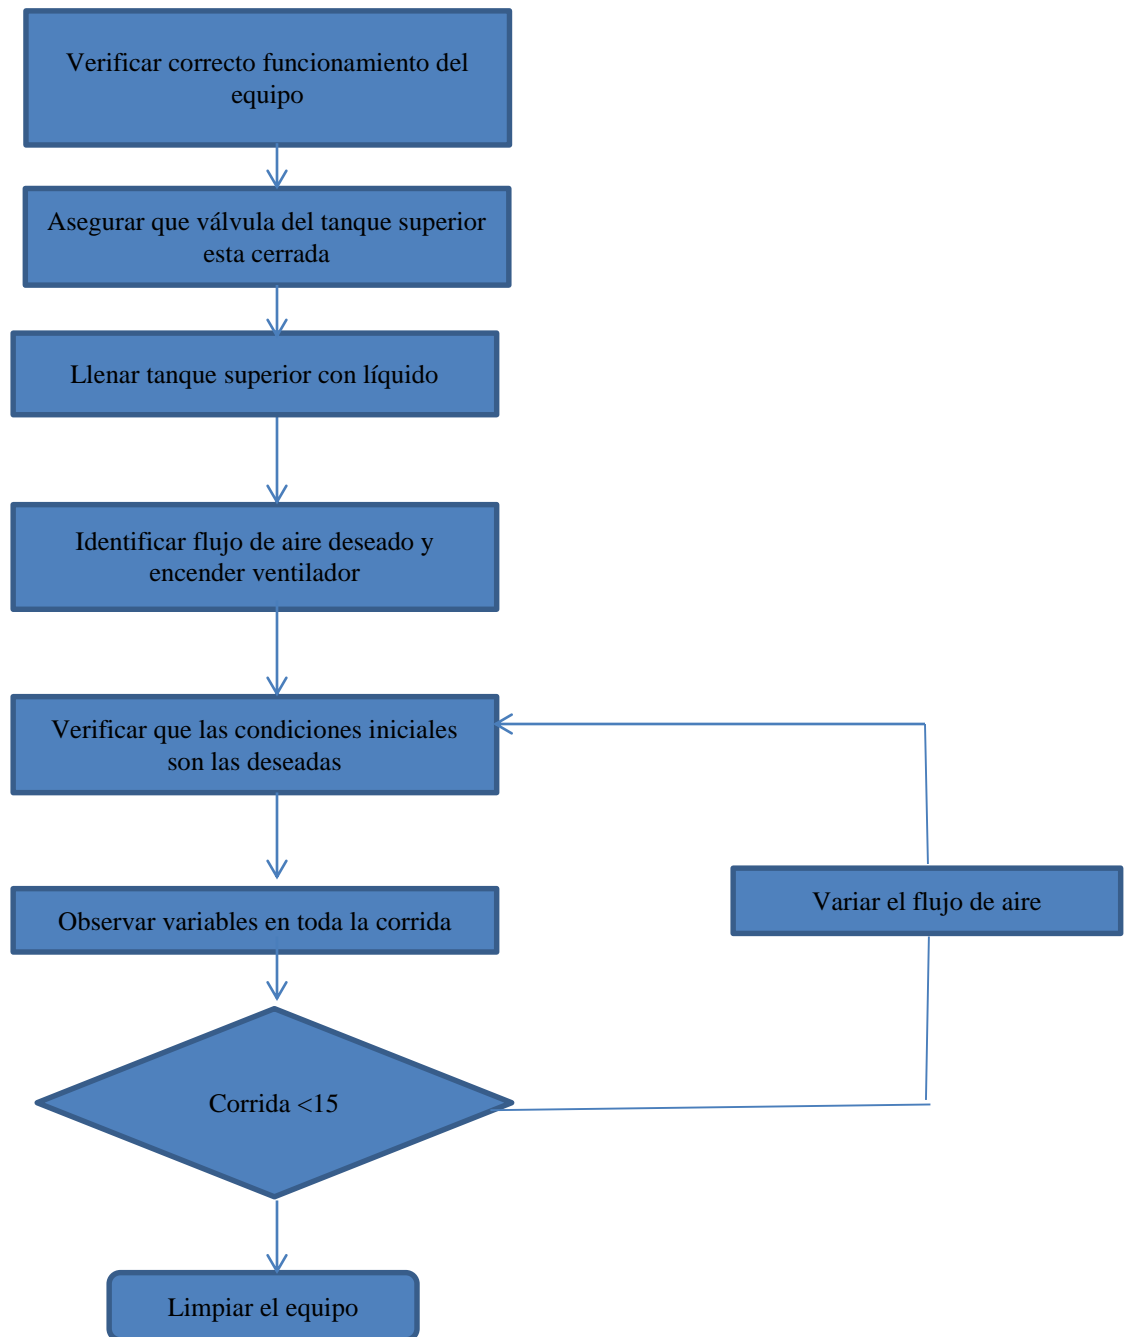 Verificar correcto funcionamiento del
equipo
Asegurar que válvula del tanque superior
esta cerrada
Llenar tanque superior con líquido
Identificar flujo de aire deseado y
encender ventilador
Verificar que las condiciones iniciales
son las deseadas
Observar variables en toda la corrida
Variar el flujo de aire
Corrida <15
Limpiar el equipo